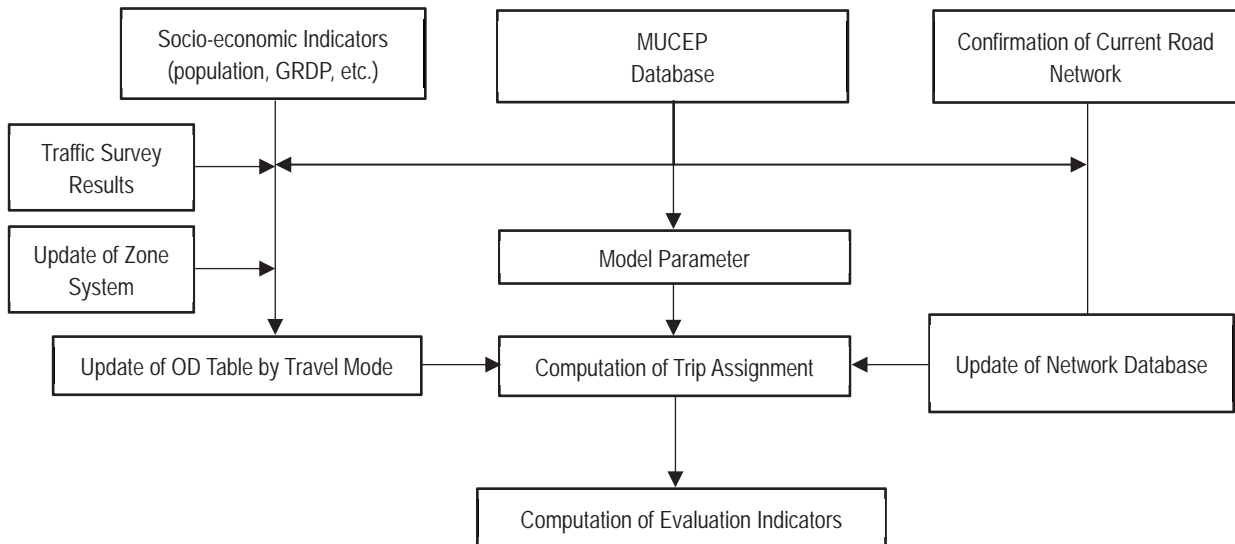 Socio-economic Indicators
(population, GRDP, etc.)
MUCEP
Database
Confirmation of Current Road
Network
Traffic Survey
Results
Update of Zone
System
Model Parameter
Update of OD Table by Travel Mode
Computation of Trip Assignment
Update of Network Database
Computation of Evaluation Indicators